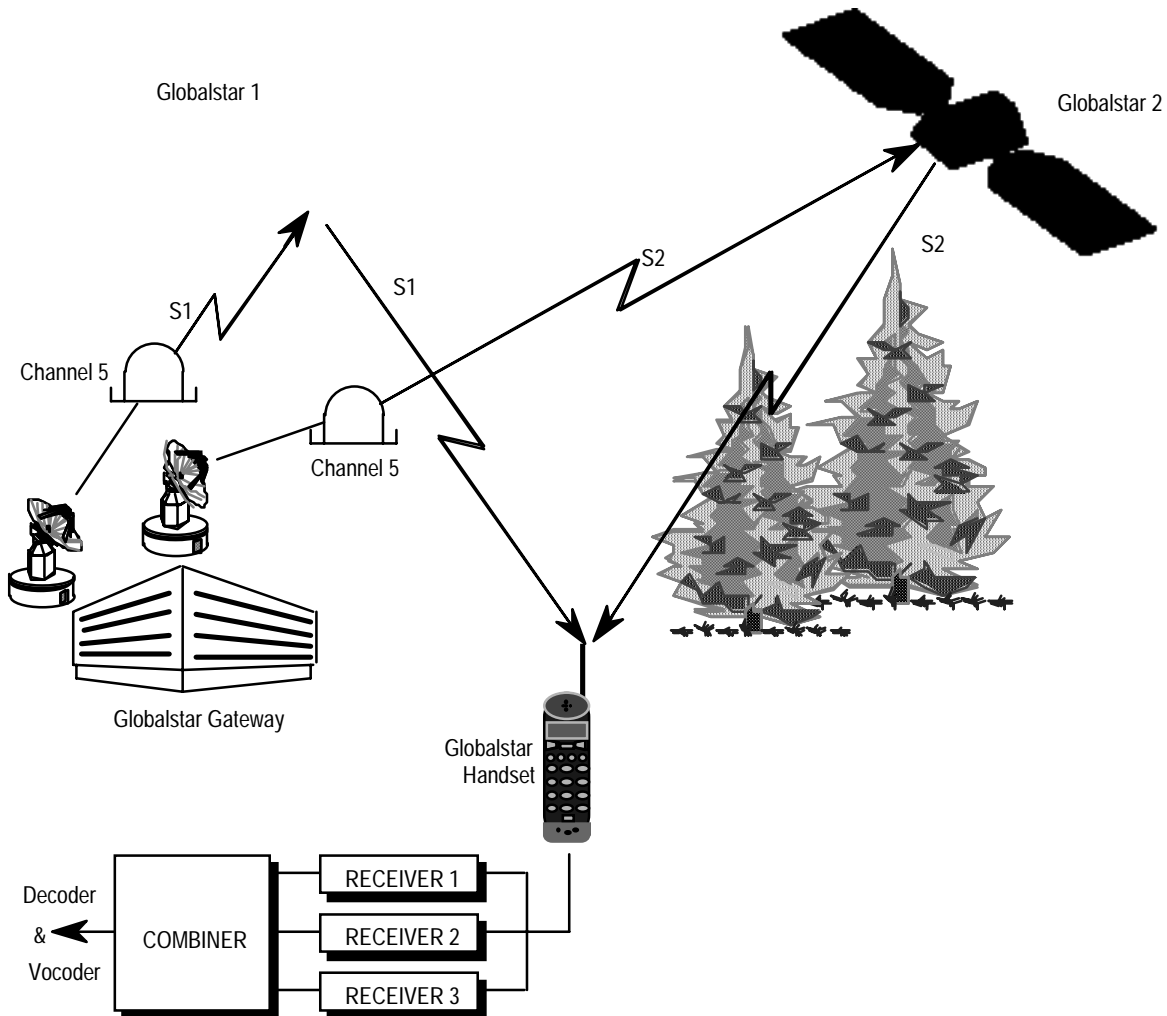 Globalstar 1
Globalstar 2
S2
S2
S1
S1
Channel 5
Channel 5
Globalstar Gateway
Globalstar
Handset
RECEIVER 1
Decoder
&
Vocoder
COMBINER
RECEIVER 2
RECEIVER 3